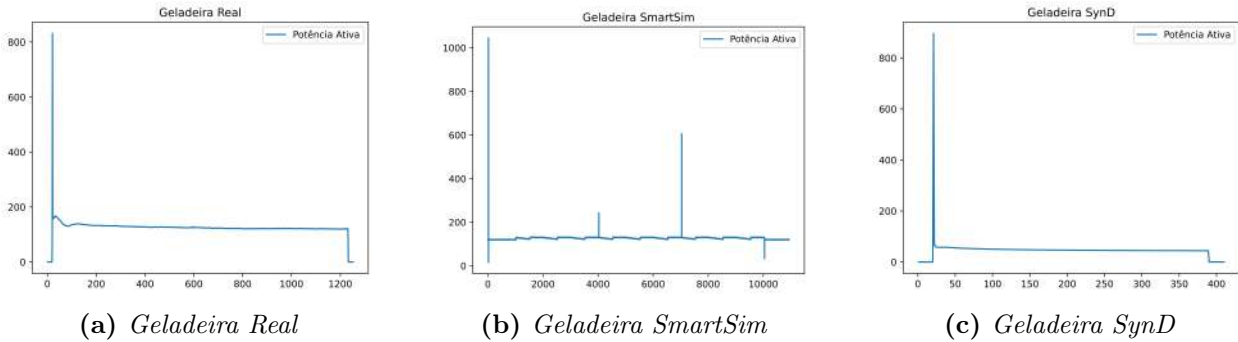 Geladeira Real
Potência Ativa
800
600
400
200
0
0 200 400 600 800 1000 1200
(a) Geladeira Real
Geladeira SmartSim
Potência Ativa
1000
800
600
400
200
0
0 2000 4000 6000 8000 10000
(b) Geladeira SmartSim
Geladeira SynD
Potência Ativa
800
600
400
200
0
0 50 100 150 200 250 300 350 400
(c) Geladeira SynD